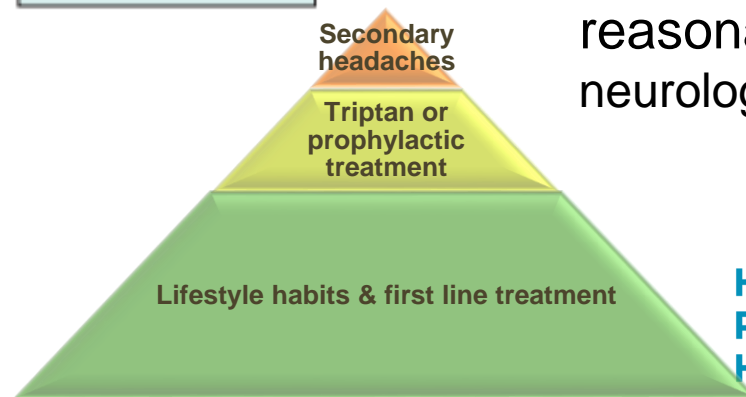 Secondary
headaches
Triptan or
prophylactic
treatment
Lifestyle habits & first line treatment